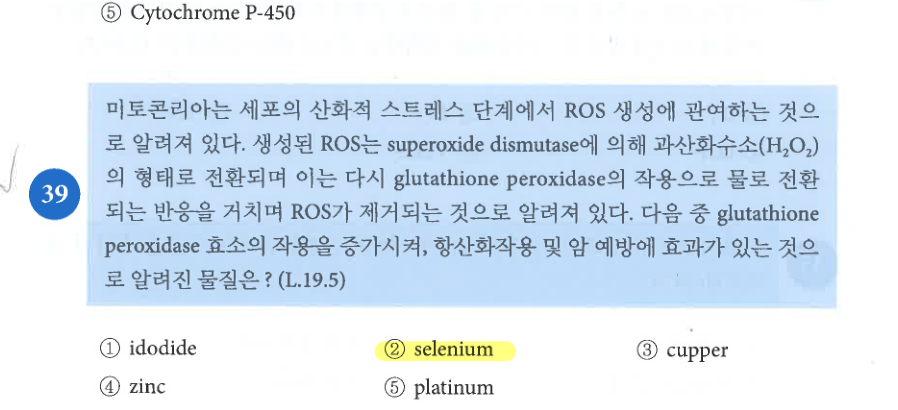 ⑤ Cytochrome P-450
미토콘리아는 세포의 산화적 스트레스 단계에서 ROS 생성에 관여하는 것으
로 알려져 있다. 생성된 ROS는 superoxide dismutase에 의해 과산화수소(H₂O₂)
의 형태로 전환되며 이는 다시 glutathione peroxidase의 작용으로 물로 전환
되는 반응을 거치며 ROS가 제거되는 것으로 알려져 있다. 다음 중 glutathione
peroxidase 효소의 작용을 증가시켜, 항산화작용 및 암 예방에 효과가 있는 것으
로 알려진 물질은? (L.19.5)
39
① idodide ② selenium ③ cupper
④ zinc ⑤ platinum